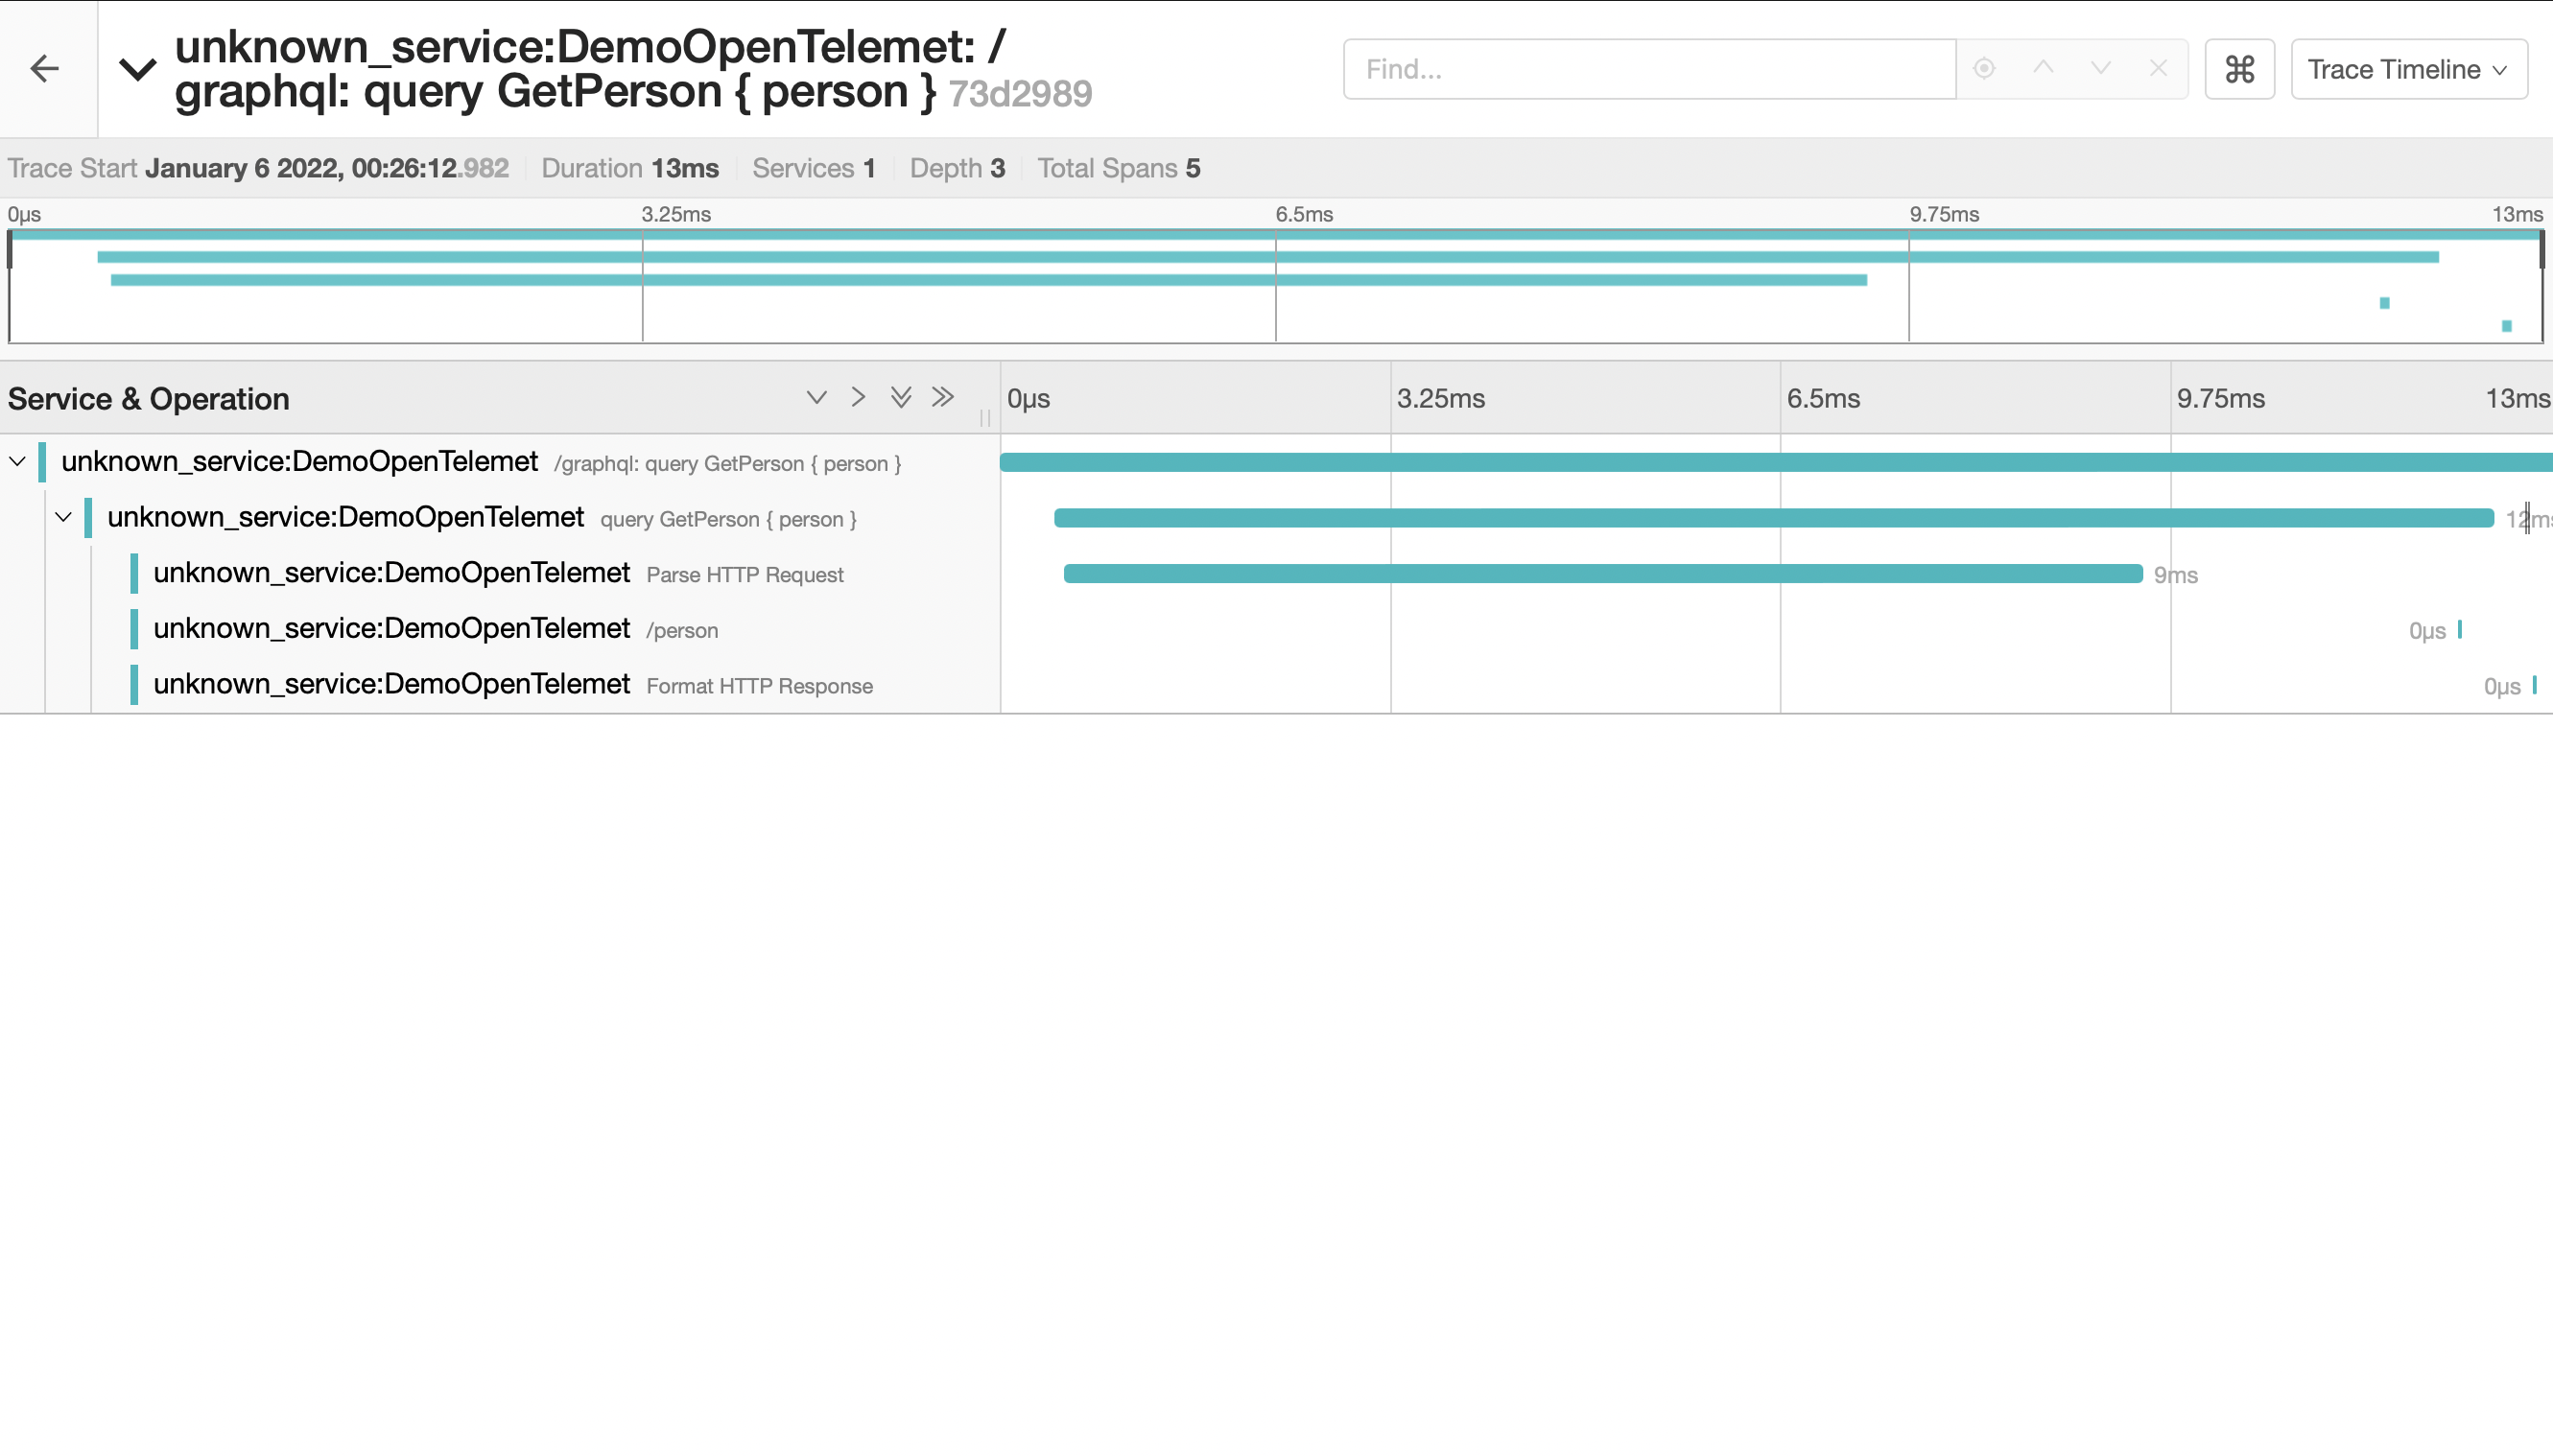 unknown_service:DemoOpenTelemet: /
graphql: query GetPerson { person } 73d2989
Find...
⌘
Trace Timeline
Trace Start January 6 2022, 00:26:12.982 Duration 13ms Services 1 Depth 3 Total Spans 5
0μs 3.25ms 6.5ms 9.75ms 13ms
Service & Operation 0μs 3.25ms 6.5ms 9.75ms 13ms
unknown_service:DemoOpenTelemet /graphql: query GetPerson { person }
unknown_service:DemoOpenTelemet query GetPerson { person } 12ms
unknown_service:DemoOpenTelemet Parse HTTP Request 9ms
unknown_service:DemoOpenTelemet /person 0μs
unknown_service:DemoOpenTelemet Format HTTP Response 0μs